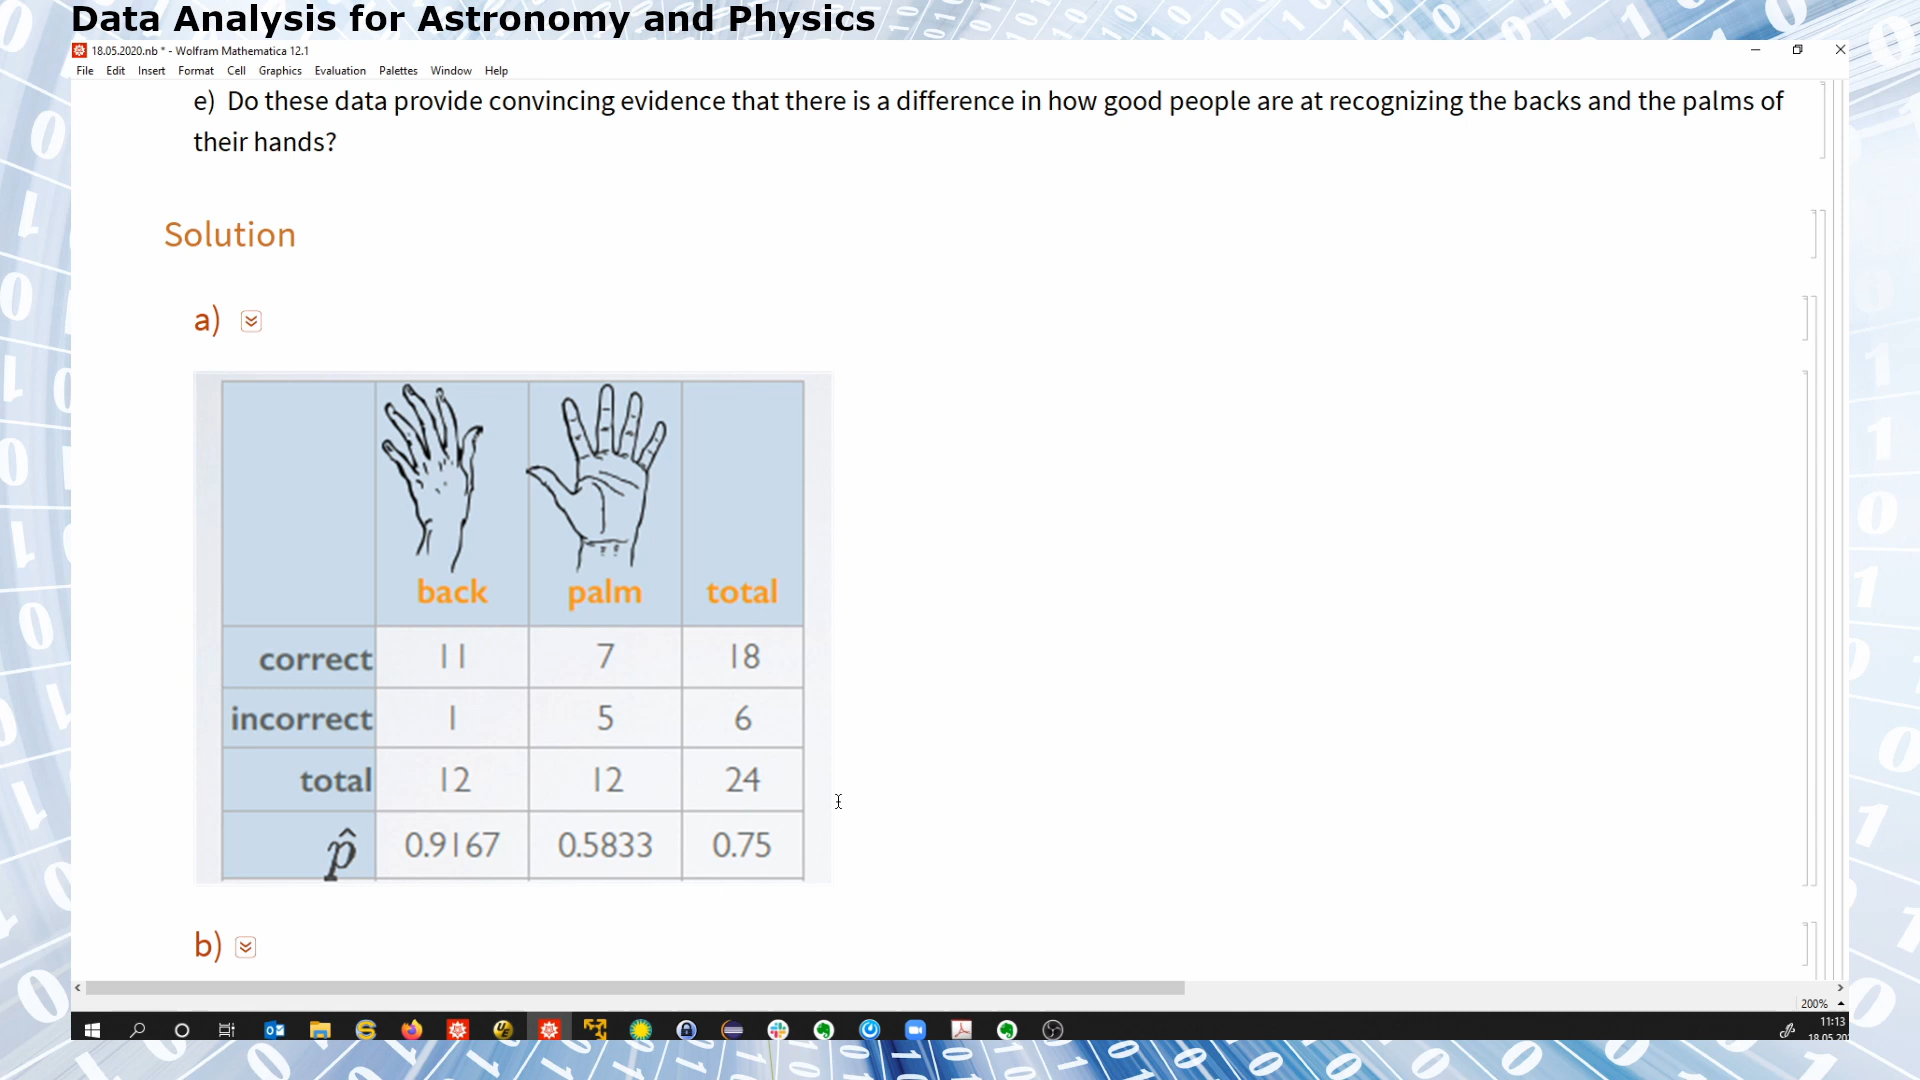 Data Analysis for Astronomy and Physics
18.05.2020.nb * - Wolfram Mathematica 12.1
File Edit Insert Format Cell Graphics Evaluation Palettes Window Help
e) Do these data provide convincing evidence that there is a difference in how good people are at recognizing the backs and the palms of
their hands?
Solution
a)
back palm total
correct 11 7 18
incorrect 1 5 6
total 12 12 24
p̂ 0.9167 0.5833 0.75
b)
200%
11:13